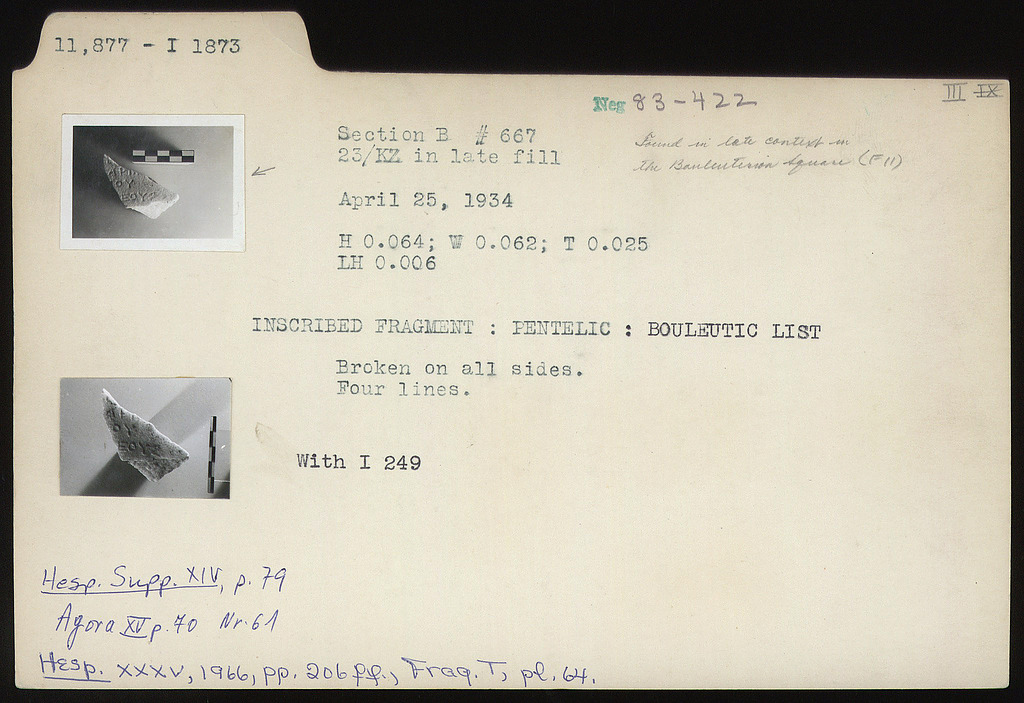 11,877 - I 1873
Neg 83-422
III IX
Section B # 667
23/KZ in late fill
Found in late context in
the Bouleuterion Square (F 11)
April 25, 1934
H 0.064; W 0.062; T 0.025
LH 0.006
INSCRIBED FRAGMENT : PENTELIC : BOULEUTIC LIST
Broken on all sides.
Four lines.
With I 249
Hesp. Supp. XIV, p. 79
Agora XV p. 70 Nr. 61
Hesp. XXXV, 1966, pp. 206ff., Frag. T, pl. 64.